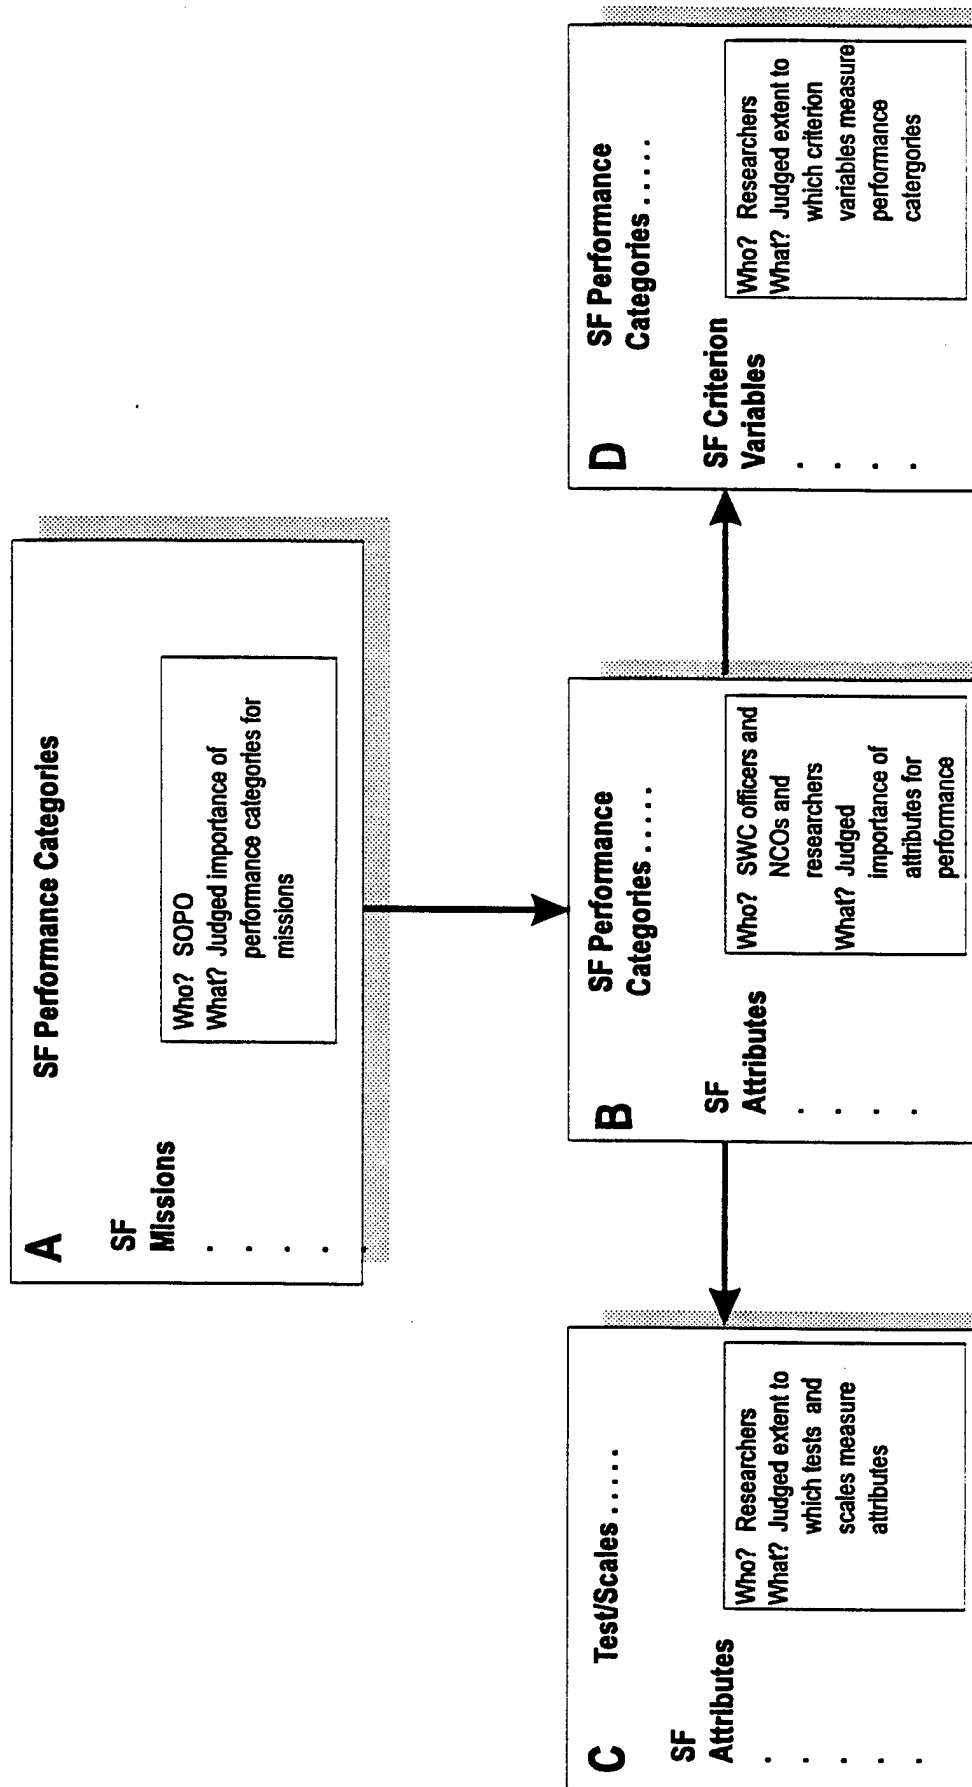 A
SF Performance Categories
SF
Missions
. . . .
Who? SOPO
What? Judged importance of
performance categories for
missions
C
Test/Scales . . . . .
SF
Attributes
. . . . .
Who? Researchers
What? Judged extent to
which tests and
scales measure
attributes
B
SF Performance
Categories . . . . .
SF
Attributes
. . . .
Who? SWC officers and
NCOs and
researchers
What? Judged
importance of
attributes for
performance
D
SF Performance
Categories . . . . .
SF Criterion
Variables
. . . .
Who? Researchers
What? Judged extent to
which criterion
variables measure
performance
catergories